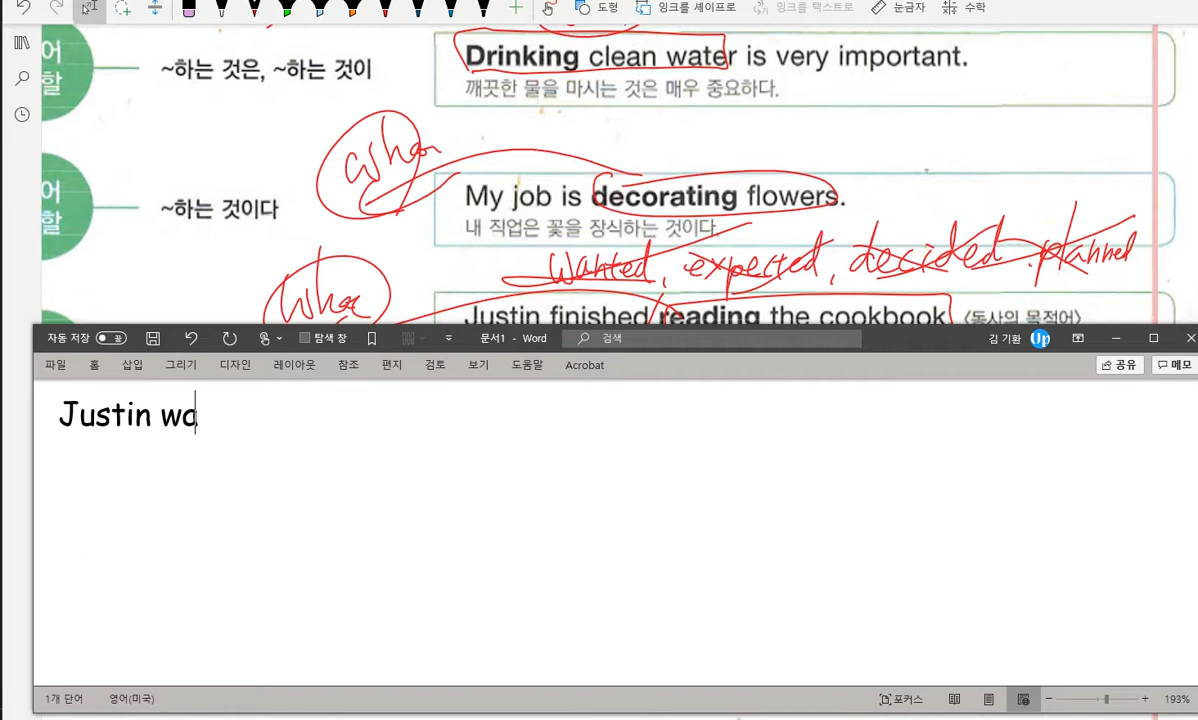 도형 잉크를 셰이프로 잉크를 텍스트로 눈금자 수학
어
할
~하는 것은, ~하는 것이
Drinking clean water is very important.
깨끗한 물을 마시는 것은 매우 중요하다.
어
할
~하는 것이다
My job is decorating flowers.
내 직업은 꽃을 장식하는 것이다.
wanted, expected, decided, planned
Justin finished reading the cookbook 〈동사의 목적어〉
자동 저장 끔 탐색 창 문서1 - Word 검색 김 기환
파일 홈 삽입 그리기 디자인 레이아웃 참조 편지 검토 보기 도움말 Acrobat 공유 메모
Justin wa
1개 단어 영어(미국) 포커스 193%